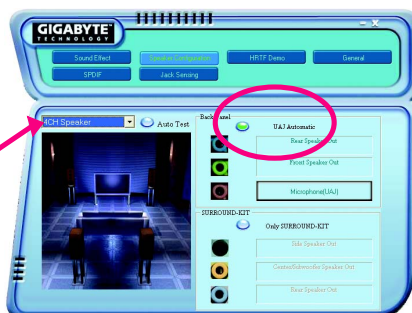 GIGABYTE
TECHNOLOGY
- X
Sound Effect
Speaker Configuration
HRTF Demo
General
SPDIF
Jack Sensing
4CH Speaker
Auto Test
Back Panel
UAJ Automatic
Rear Speaker Out
Front Speaker Out
Microphone(UAJ)
SURROUND-KIT
Only SURROUND-KIT
Side Speaker Out
Center/Subwoofer Speaker Out
Rear Speaker Out